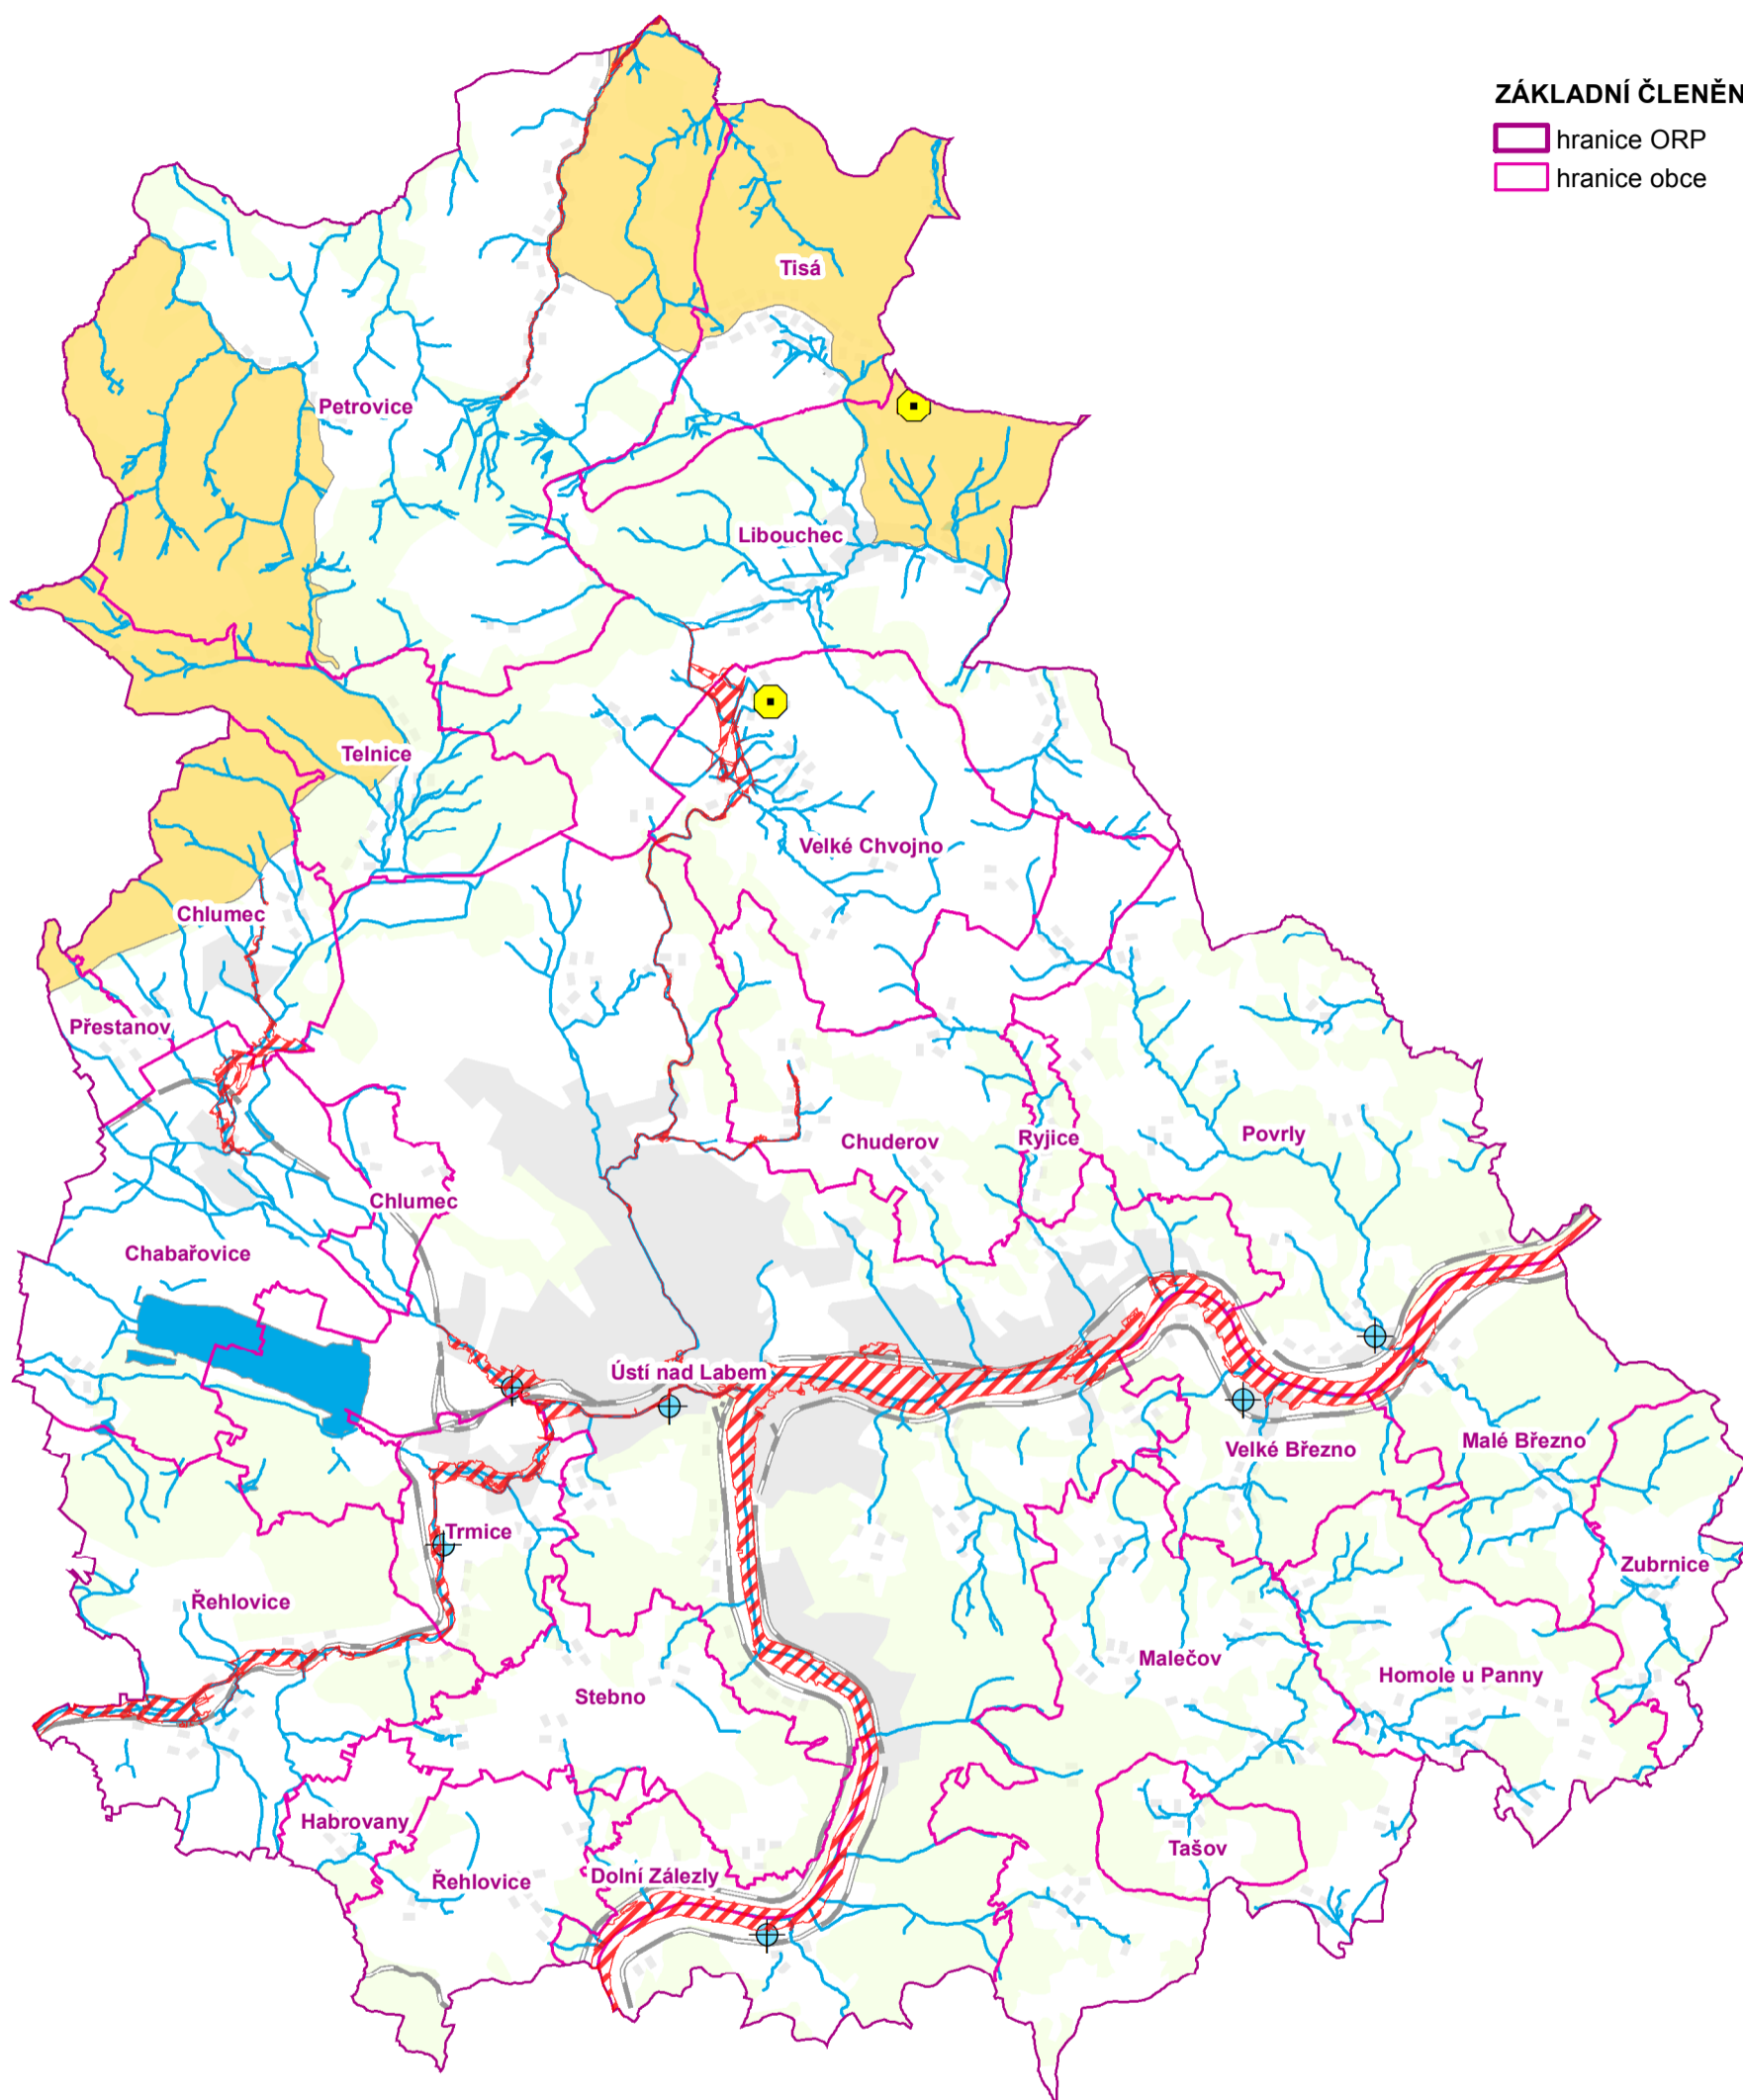 ZÁKLADNÍ ČLENĚN
hranice ORP
hranice obce
Tisá
Petrovice
Libouchec
Telnice
Velké Chvojno
Chlumec
Přestanov
Chuderov
Ryjice
Povrly
Chlumec
Chabařovice
Ústí nad Labem
Velké Březno
Malé Březno
Trmice
Zubrnice
Řehlovice
Malečov
Homole u Panny
Stebno
Habrovany
Tašov
Řehlovice
Dolní Zálezly